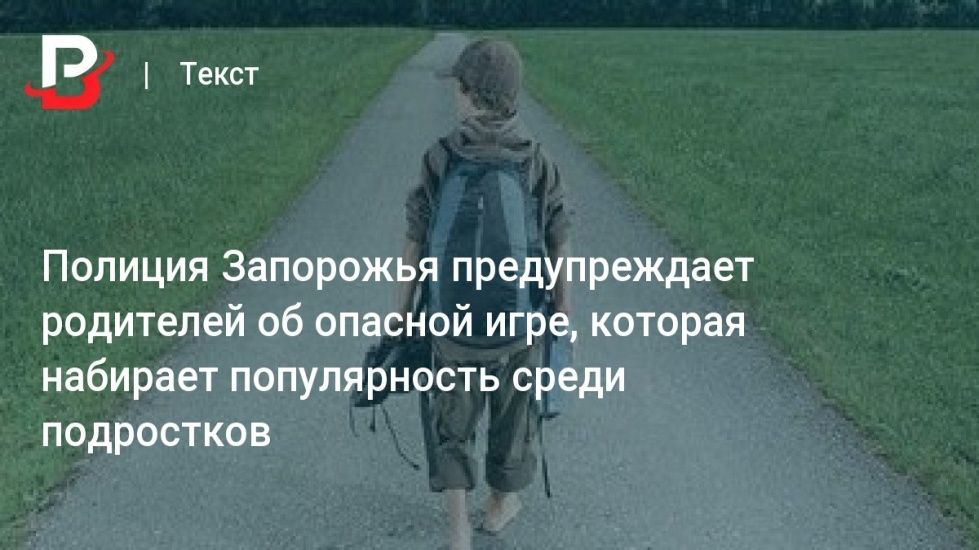 | Текст
Полиция Запорожья предупреждает
родителей об опасной игре, которая
набирает популярность среди
подростков